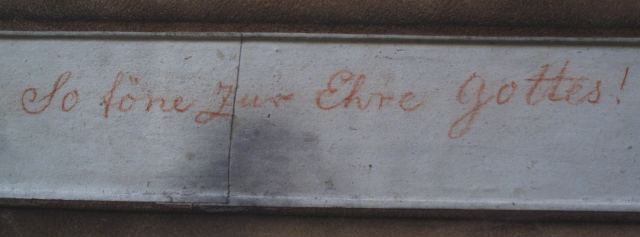 So töne zur Ehre Gottes!